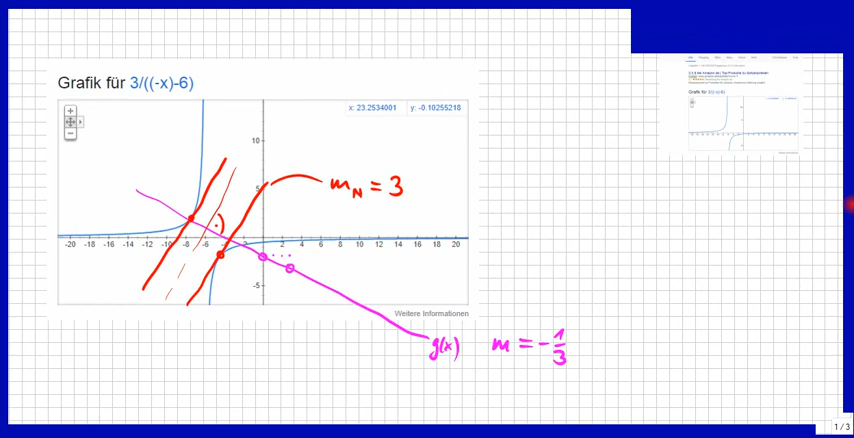 Grafik für 3/((-x)-6)
x: 23.2534001 y: -0.10255218
10
5
-5
-20 -18 -16 -14 -12 -10 -8 -6 -4 -2 2 4 6 8 10 12 14 16 18 20
m_N = 3
Weitere Informationen
g(x) m = -1/3
Grafik für 3/(-x)-6)
1 / 3